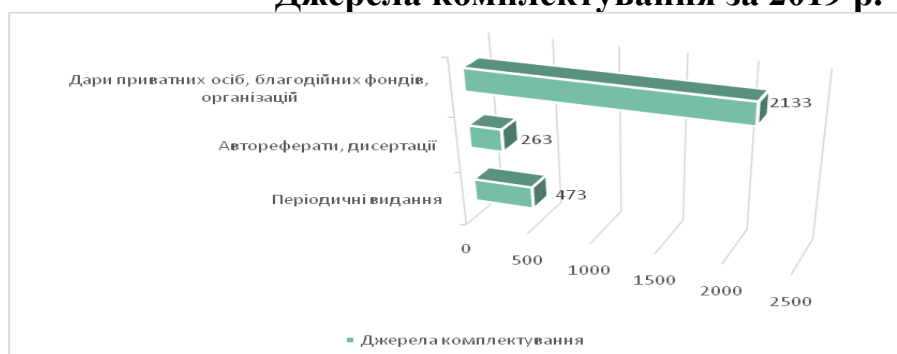 Джерела комплектування за 2019 р.
Дари приватних осіб, благодійних фондів,
організацій
2133
Автореферати, дисертації
263
Періодичні видання
473
0
500
1000
1500
2000
2500
Джерела комплектування